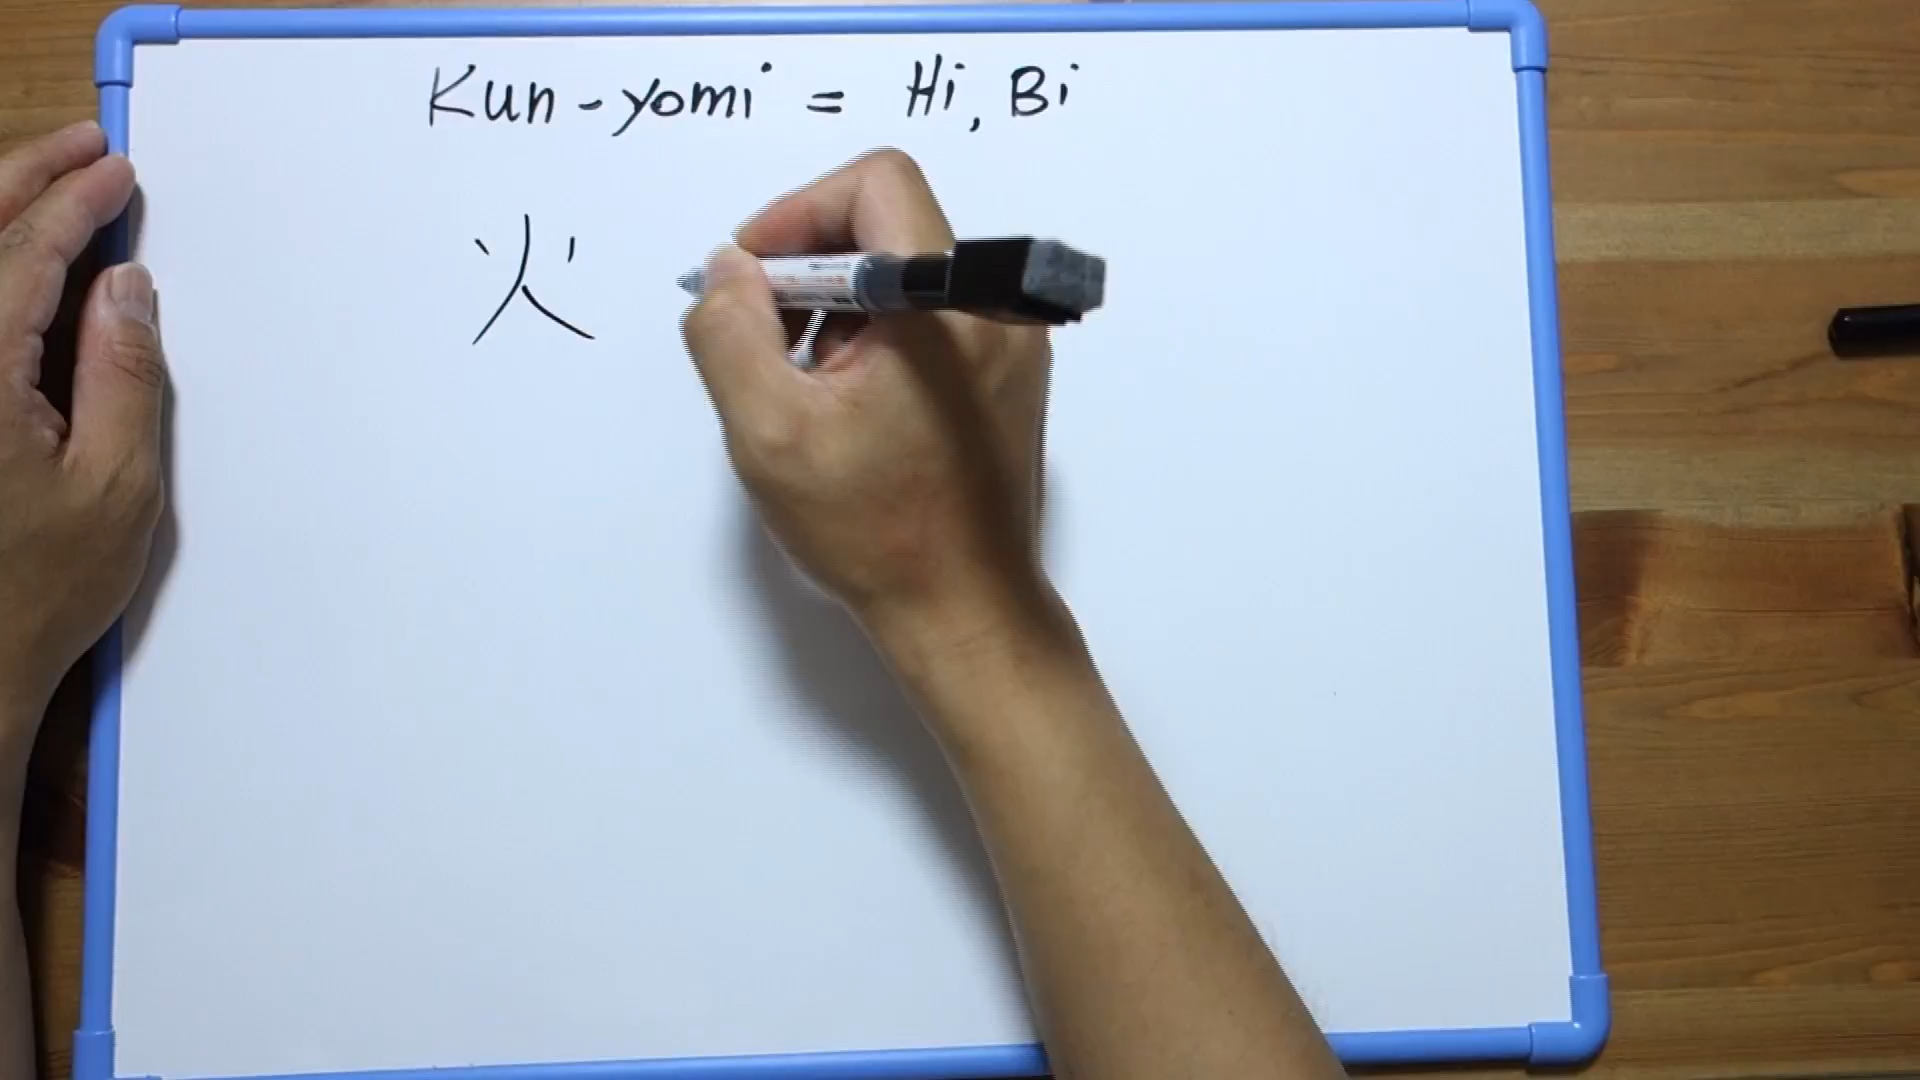 Kun-yomi = Hi, Bi
火